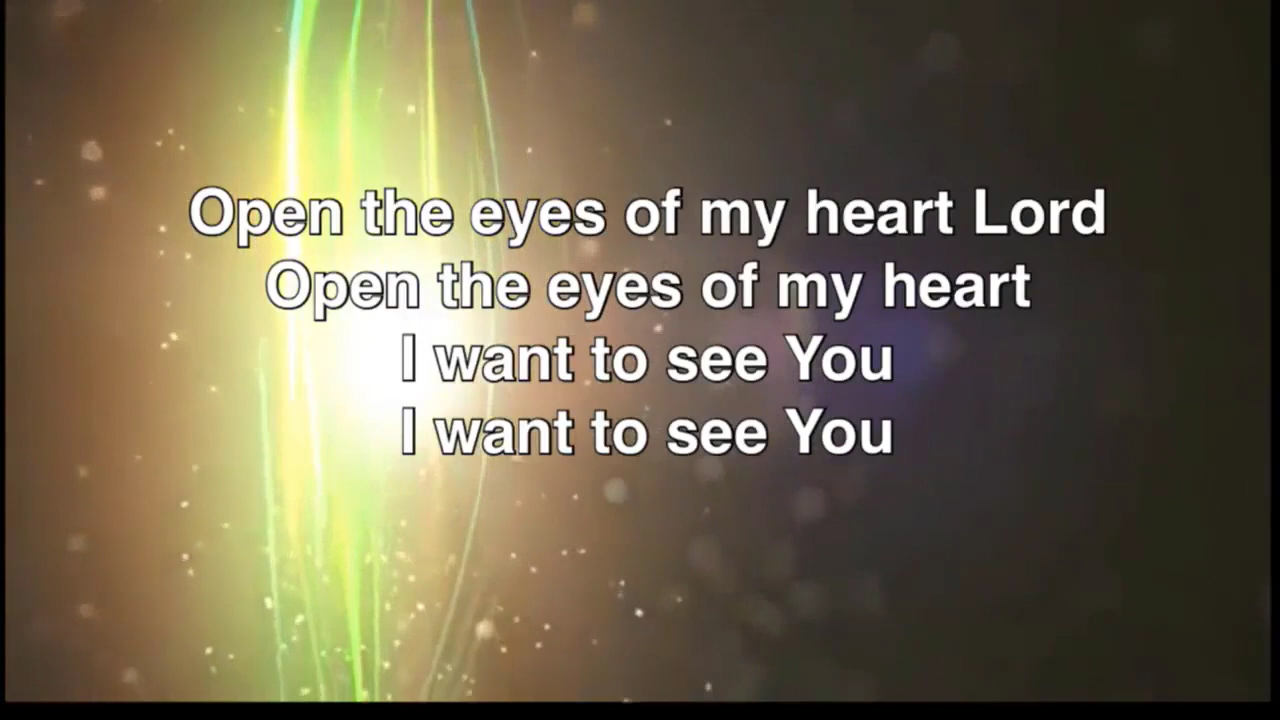 Open the eyes of my heart Lord
Open the eyes of my heart
I want to see You
I want to see You